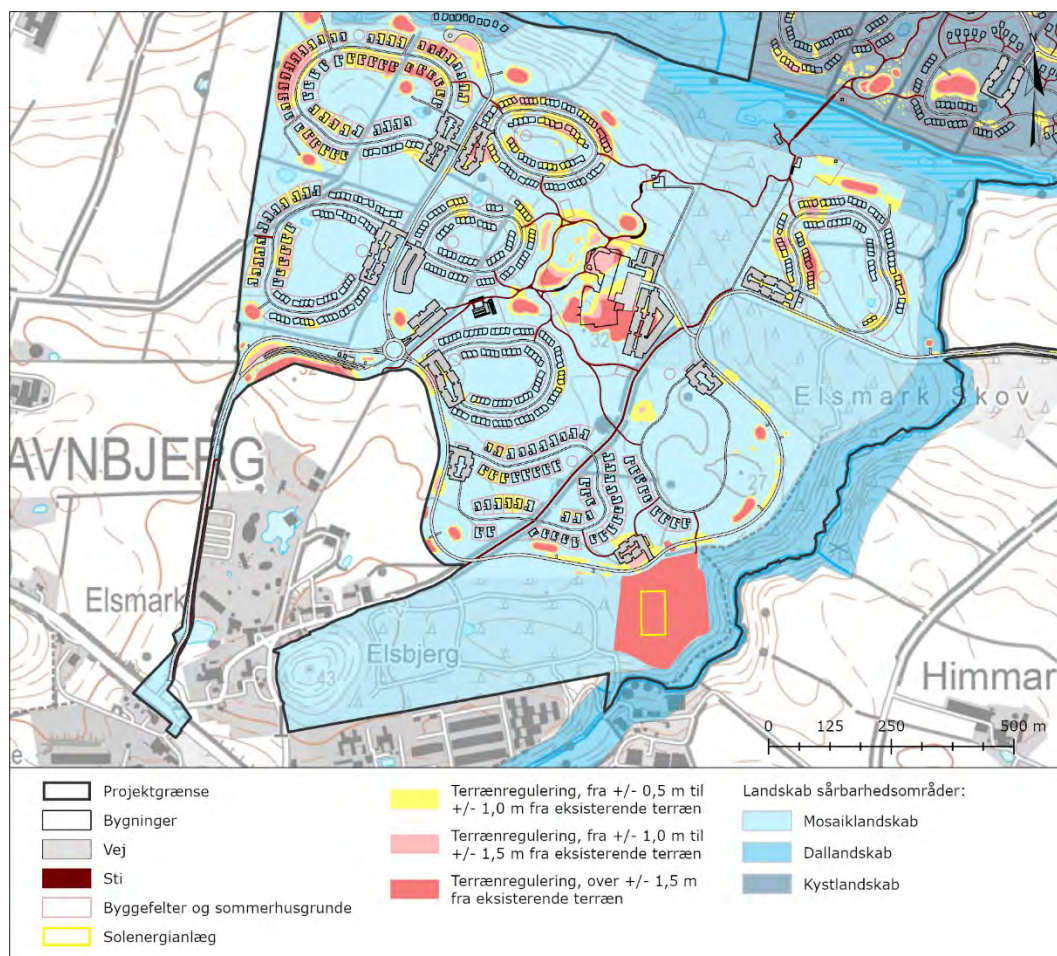 32
Elsmark Skov
32
AVNBJERG
27
Elsmark
Elsbjerg
43
Himmar
e
0 125 250 500 m
Projektgrænse
Bygninger
Vej
Sti
Byggefelter og sommerhusgrunde
Solenergianlæg
Terrænregulering, fra +/- 0,5 m til
+/- 1,0 m fra eksisterende terræn
Terrænregulering, fra +/- 1,0 m til
+/- 1,5 m fra eksisterende terræn
Terrænregulering, over +/- 1,5 m
fra eksisterende terræn
Landskab sårbarhedsområder:
Mosaiklandskab
Dallandskab
Kystlandskab